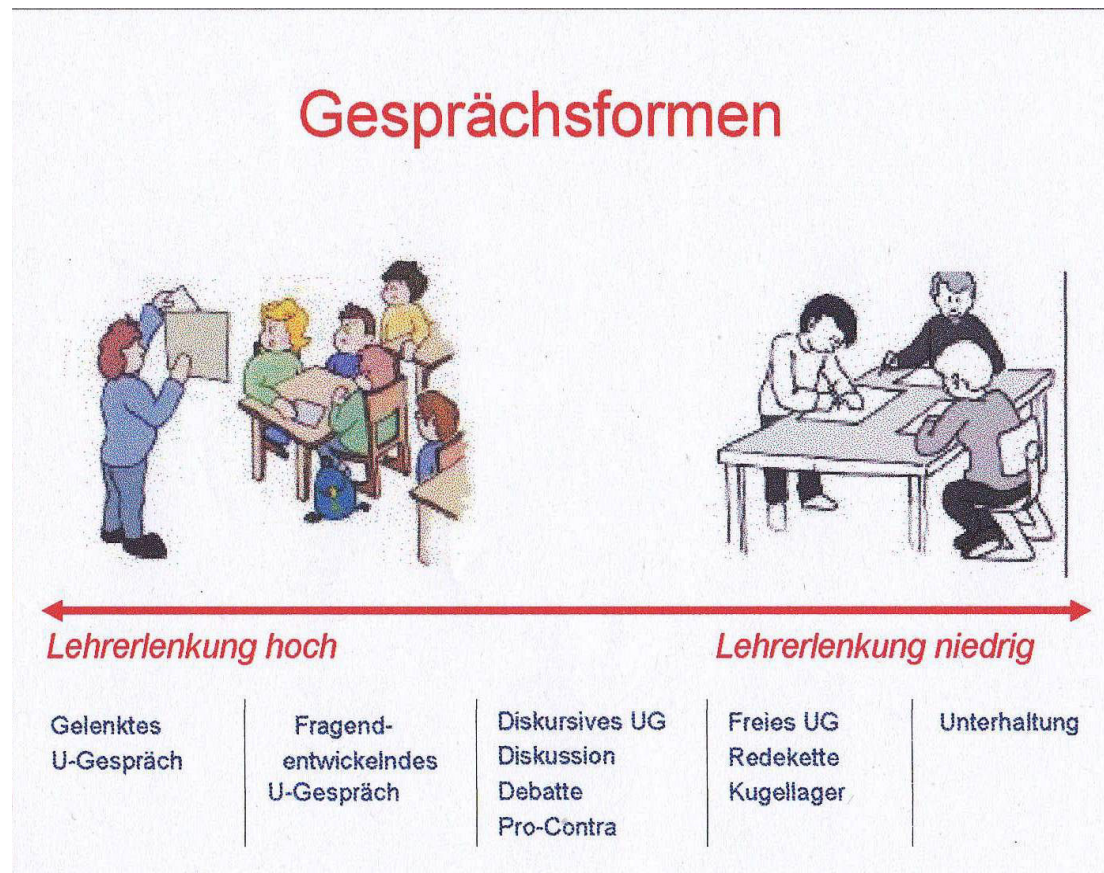 Gesprächsformen
Lehrerlenkung hoch
Lehrerlenkung niedrig
Gelenktes
U-Gespräch
Fragend-
entwickelndes
U-Gespräch
Diskursives UG
Diskussion
Debatte
Pro-Contra
Freies UG
Redekette
Kugellager
Unterhaltung